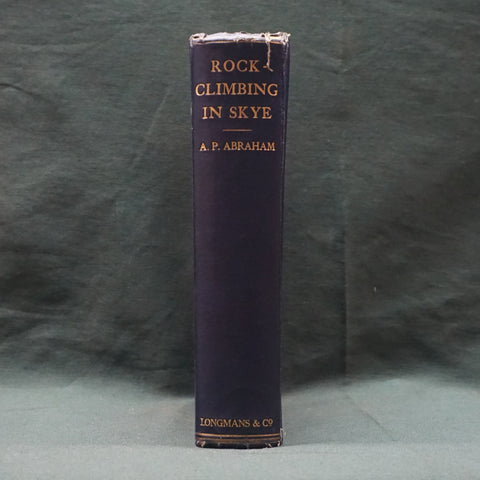 ROCK
CLIMBING
IN SKYE
A. P. ABRAHAM
LONGMANS & Cº